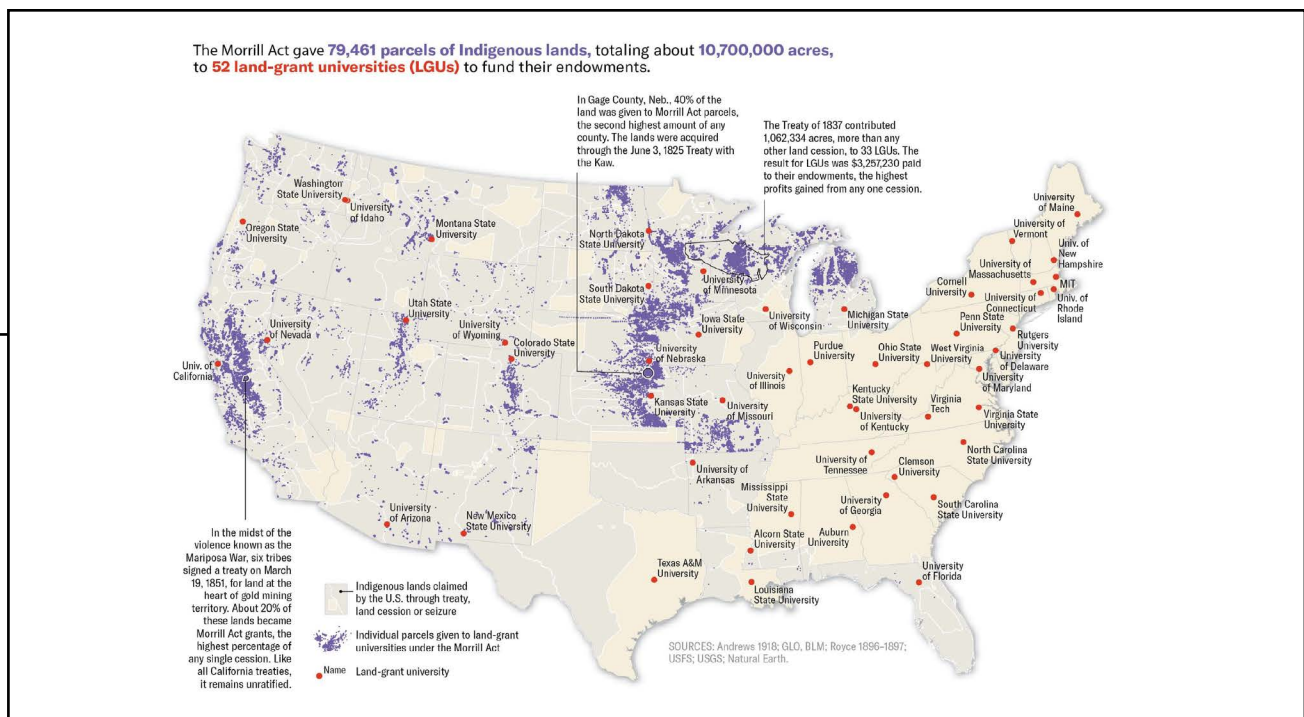 The Morrill Act gave 79,461 parcels of Indigenous lands, totaling about 10,700,000 acres,
to 52 land-grant universities (LGUs) to fund their endowments.
In Gage County, Neb., 40% of the
land was given to Morrill Act parcels,
the second highest amount of any
county. The lands were acquired
through the June 3, 1825 Treaty with
the Kaw.
The Treaty of 1837 contributed
1,062,334 acres, more than any
other land cession, to 33 LGUs. The
result for LGUs was $3,257,230 paid
to their endowments, the highest
profits gained from any one cession.
Washington
State University
University
of Idaho
Oregon State
University
Montana State
University
North Dakota
State University
South Dakota
State University
University
of Minnesota
Utah State
University
University
of Wyoming
Colorado State
University
Iowa State
University
University
of Wisconsin
Michigan State
University
University
of Nevada
Univ. of
California
University
of Nebraska
Kansas State
University
University
of Missouri
University
of Illinois
Purdue
University
Ohio State
University
West Virginia
University
Kentucky
State University
University
of Kentucky
Virginia
Tech
University
of Maine
University of
Vermont
Univ. of
New
Hampshire
University of
Massachusetts
MIT
Cornell
University
University of
Connecticut
Univ. of
Rhode
Island
Penn State
University
Rutgers
University
University
of Delaware
University
of Maryland
Virginia State
University
North Carolina
State University
University of
Tennessee
Clemson
University
University of
Arkansas
Mississippi
State
University
University
of Georgia
South Carolina
State University
Alcorn State
University
Auburn
University
University
of Arizona
New Mexico
State University
Texas A&M
University
Louisiana
State University
University
of Florida
In the midst of the
violence known as the
Mariposa War, six tribes
signed a treaty on March
19, 1851, for land at the
heart of gold mining
territory. About 20% of
these lands became
Morrill Act grants, the
highest percentage of
any single cession. Like
all California treaties,
it remains unratified.
Indigenous lands claimed
by the U.S. through treaty,
land cession or seizure
Individual parcels given to land-grant
universities under the Morrill Act
Name Land-grant university
SOURCES: Andrews 1918; GLO, BLM; Royce 1896–1897;
USFS; USGS; Natural Earth.